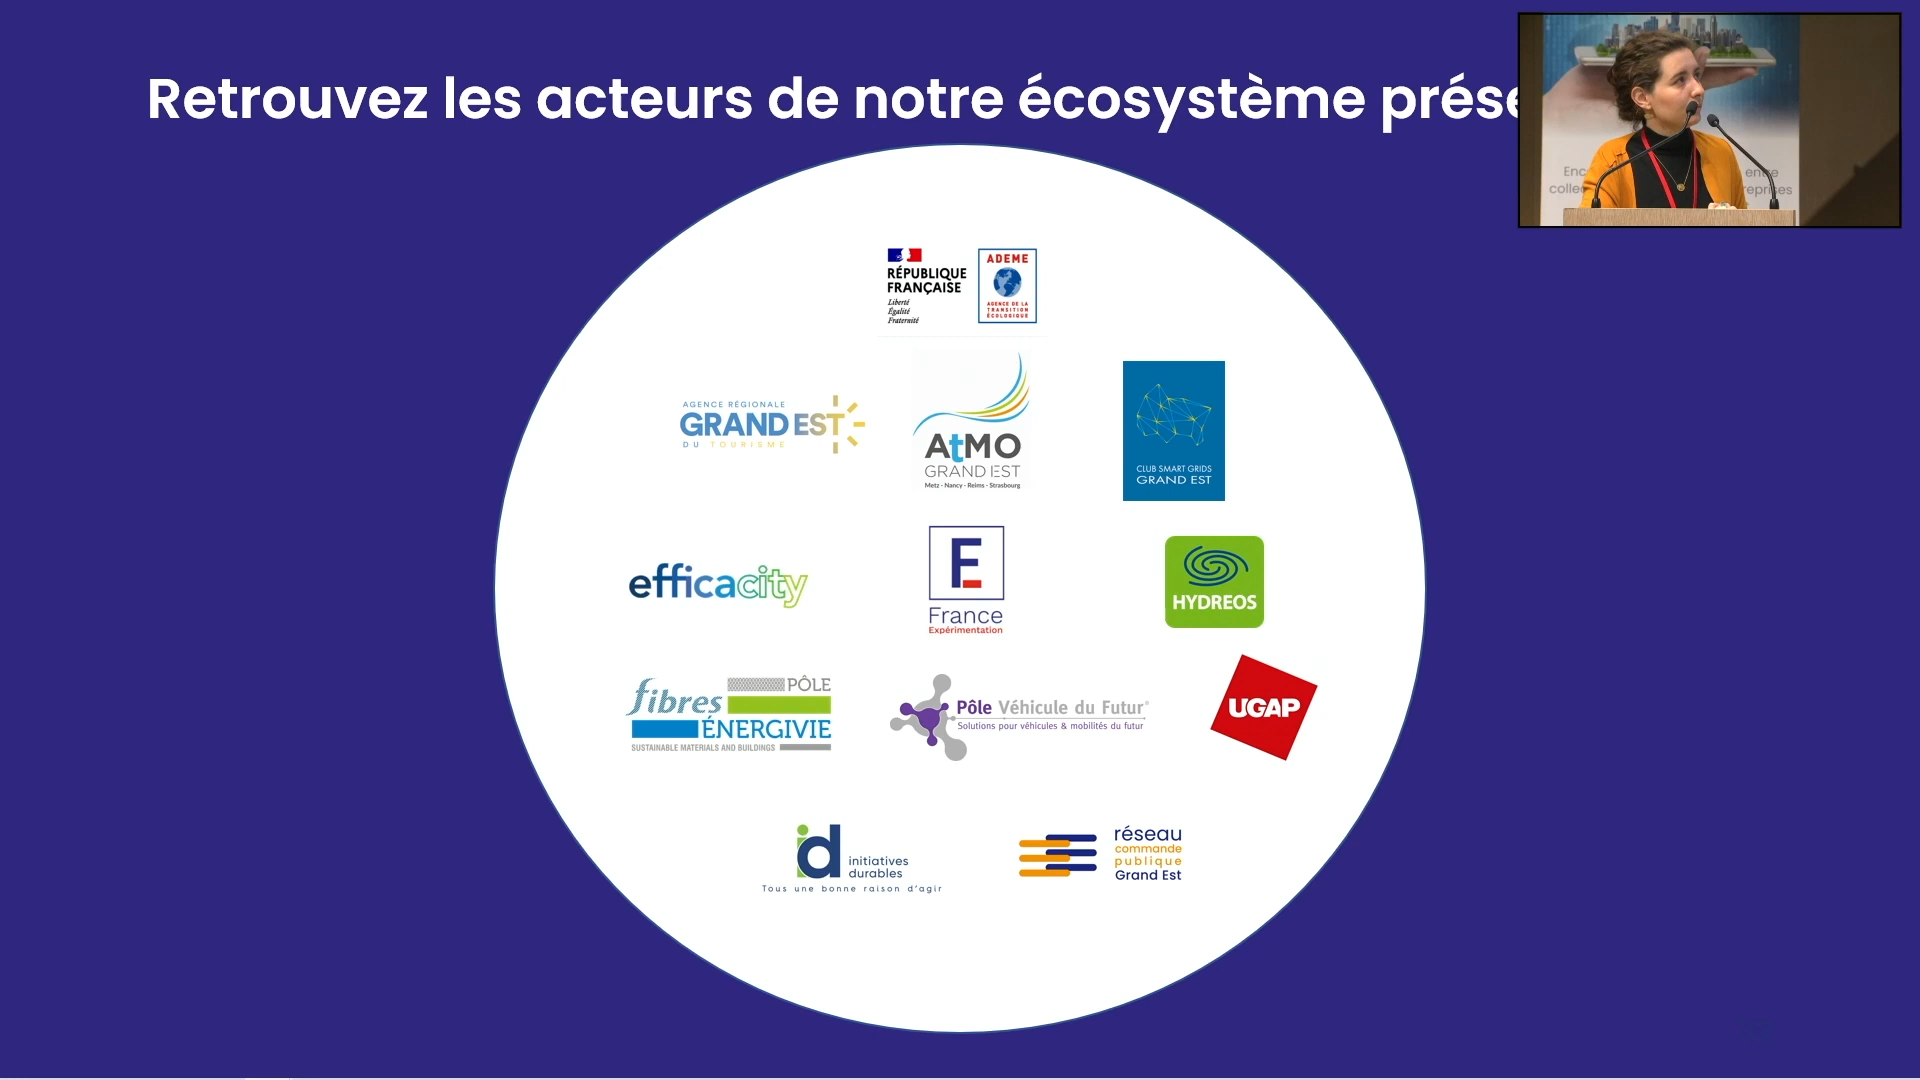 Retrouvez les acteurs de notre écosystème
RÉPUBLIQUE
FRANÇAISE
Liberté
Égalité
Fraternité
ADEME
AGENCE DE LA
TRANSITION
ÉCOLOGIQUE
AGENCE RÉGIONALE
GRAND EST
DU TOURISME
AtMO
GRAND EST
Metz - Nancy - Reims - Strasbourg
CLUB SMART GRIDS
GRAND EST
efficacity
E
France
Expérimentation
HYDREOS
PÔLE
fibres
ÉNERGIVIE
SUSTAINABLE MATERIALS AND BUILDINGS
Pôle Véhicule du Futur
Solutions pour véhicules & mobilités du futur
UGAP
id initiatives
durables
Tous une bonne raison d'agir
réseau
commande
publique
Grand Est